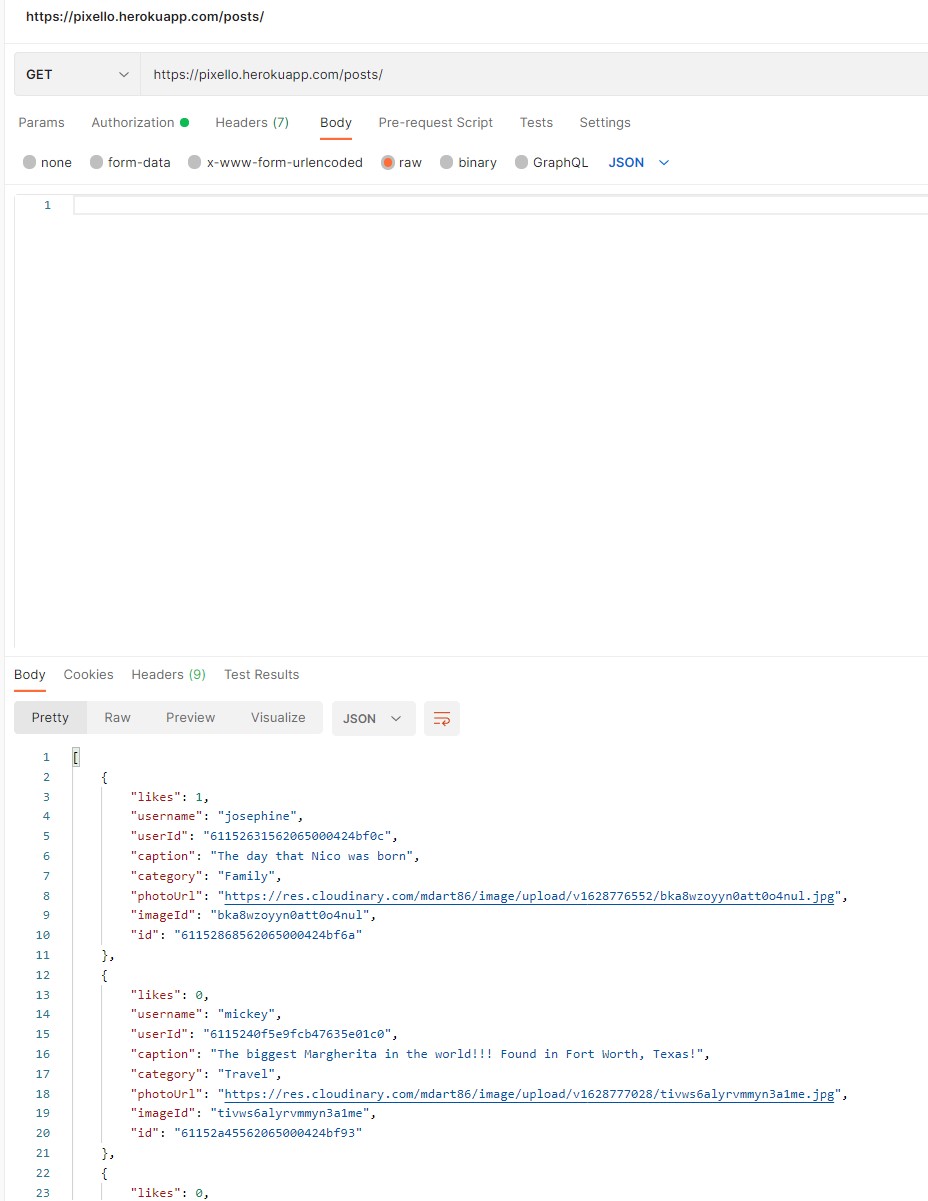 https://pixello.herokuapp.com/posts/
GET https://pixello.herokuapp.com/posts/
Params Authorization Headers (7) Body Pre-request Script Tests Settings
none form-data x-www-form-urlencoded raw binary GraphQL JSON
1
Body Cookies Headers (9) Test Results
Pretty Raw Preview Visualize JSON
1 [
2 {
3 "likes": 1,
4 "username": "josephine",
5 "userId": "61152631562065000424bf0c",
6 "caption": "The day that Nico was born",
7 "category": "Family",
8 "photoUrl": "https://res.cloudinary.com/mdart86/image/upload/v1628776552/bka8wzoyyn0att0o4nul.jpg",
9 "imageId": "bka8wzoyyn0att0o4nul",
10 "id": "61152868562065000424bf6a"
11 },
12 {
13 "likes": 0,
14 "username": "mickey",
15 "userId": "6115240f5e9fcb47635e01c0",
16 "caption": "The biggest Margherita in the world!!! Found in Fort Worth, Texas!",
17 "category": "Travel",
18 "photoUrl": "https://res.cloudinary.com/mdart86/image/upload/v1628777028/tivws6alyrvmmyn3a1me.jpg",
19 "imageId": "tivws6alyrvmmyn3a1me",
20 "id": "61152a45562065000424bf93"
21 },
22 {
23 "likes": 0,